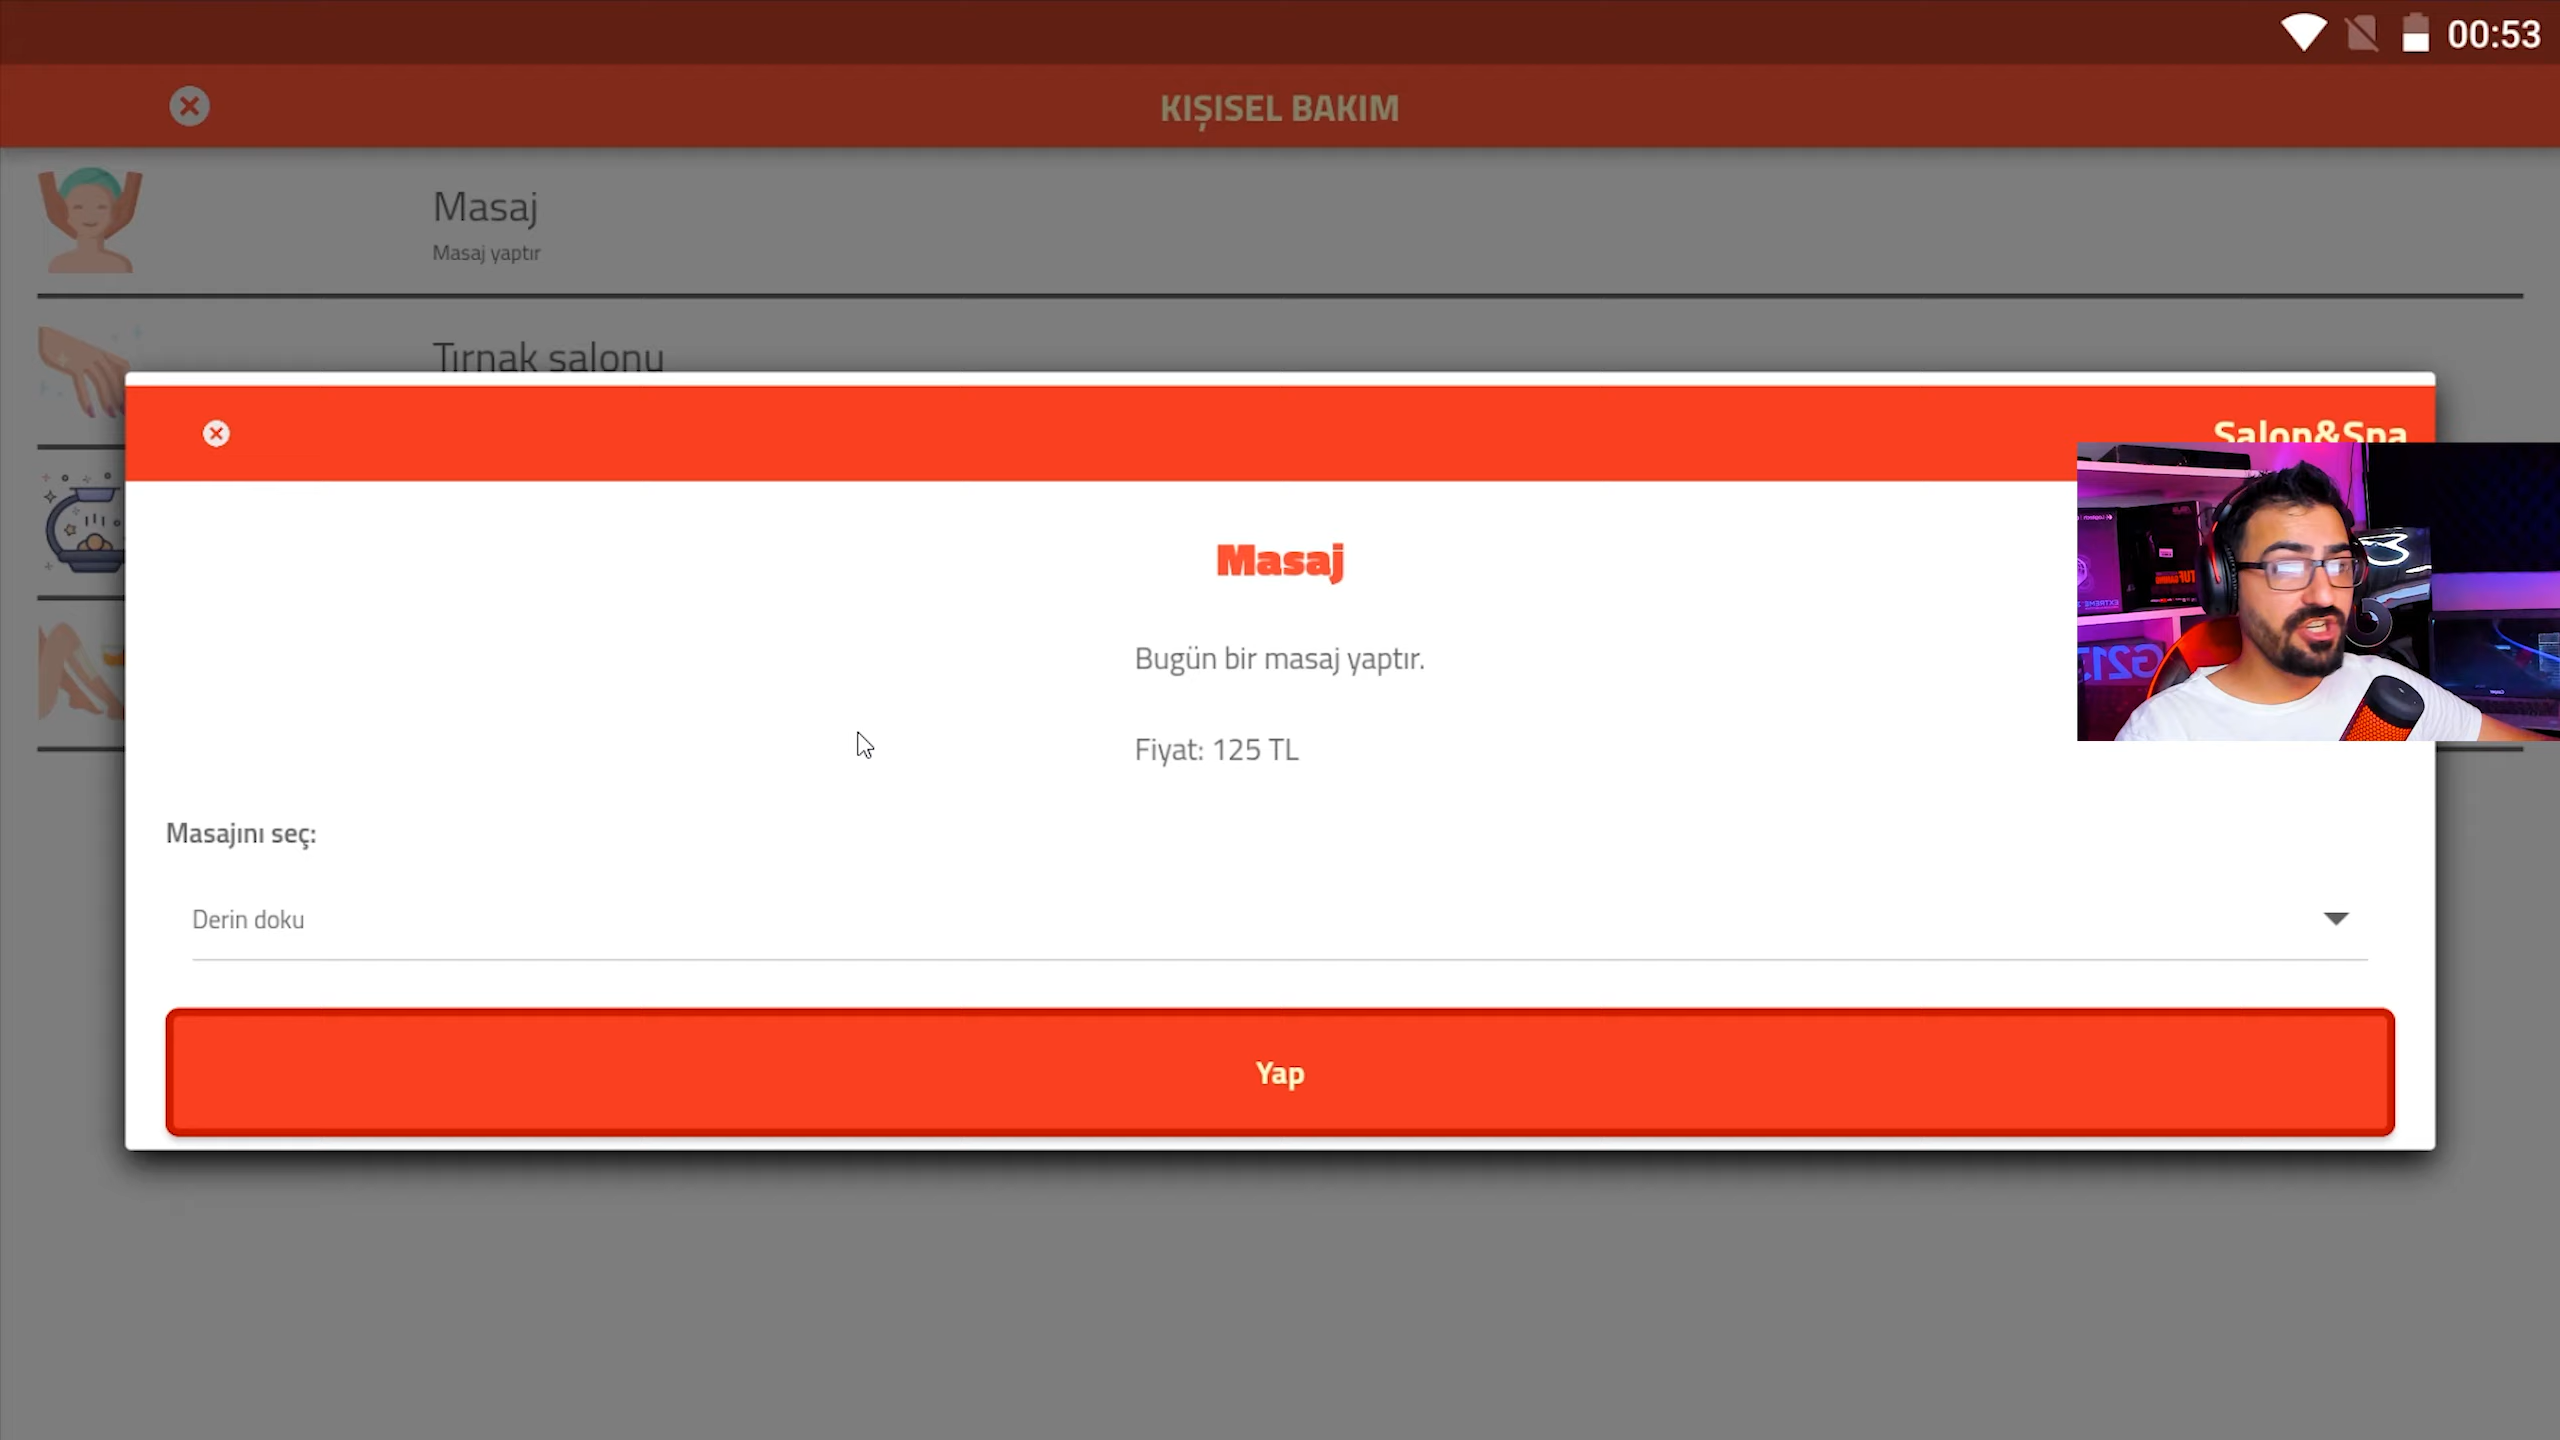 00:53
KIŞISEL BAKIM
Masaj
Masaj yaptır
Tırnak salonu
Salon&Spa
Masaj
Bugün bir masaj yaptır.
Fiyat: 125 TL
Masajını seç:
Derin doku
Yap